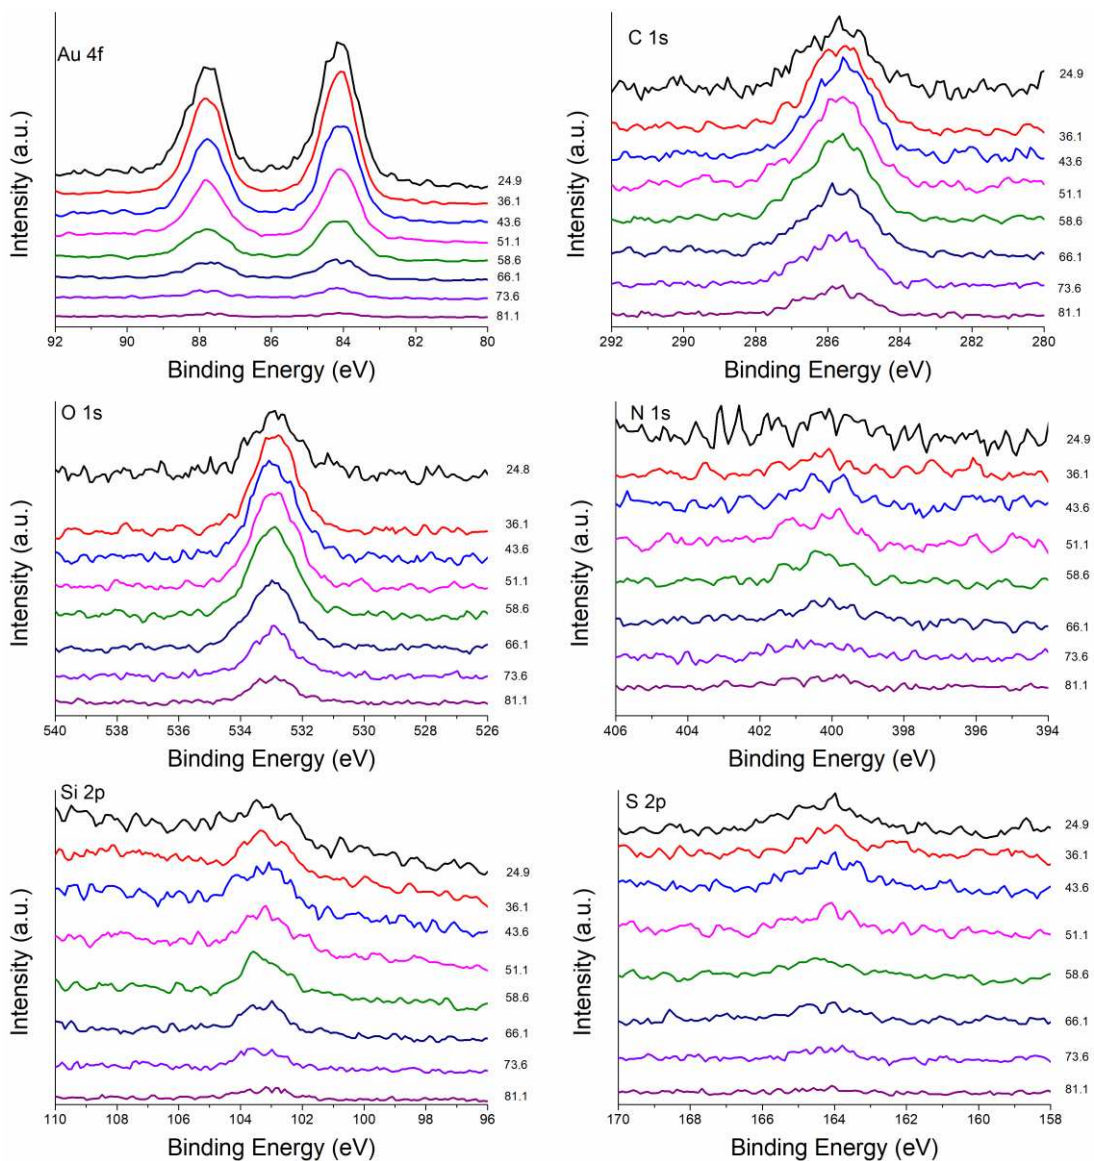 Au 4f
Intensity (a.u.)
24.9
36.1
43.6
51.1
58.6
66.1
73.6
81.1
92 90 88 86 84 82 80
Binding Energy (eV)
C 1s
Intensity (a.u.)
24.9
36.1
43.6
51.1
58.6
66.1
73.6
81.1
292 290 288 286 284 282 280
Binding Energy (eV)
O 1s
Intensity (a.u.)
24.8
36.1
43.6
51.1
58.6
66.1
73.6
81.1
540 538 536 534 532 530 528 526
Binding Energy (eV)
N 1s
Intensity (a.u.)
24.9
36.1
43.6
51.1
58.6
66.1
73.6
81.1
406 404 402 400 398 396 394
Binding Energy (eV)
Si 2p
Intensity (a.u.)
24.9
36.1
43.6
51.1
58.6
66.1
73.6
81.1
110 108 106 104 102 100 98 96
Binding Energy (eV)
S 2p
Intensity (a.u.)
24.9
36.1
43.6
51.1
58.6
66.1
73.6
81.1
170 168 166 164 162 160 158
Binding Energy (eV)